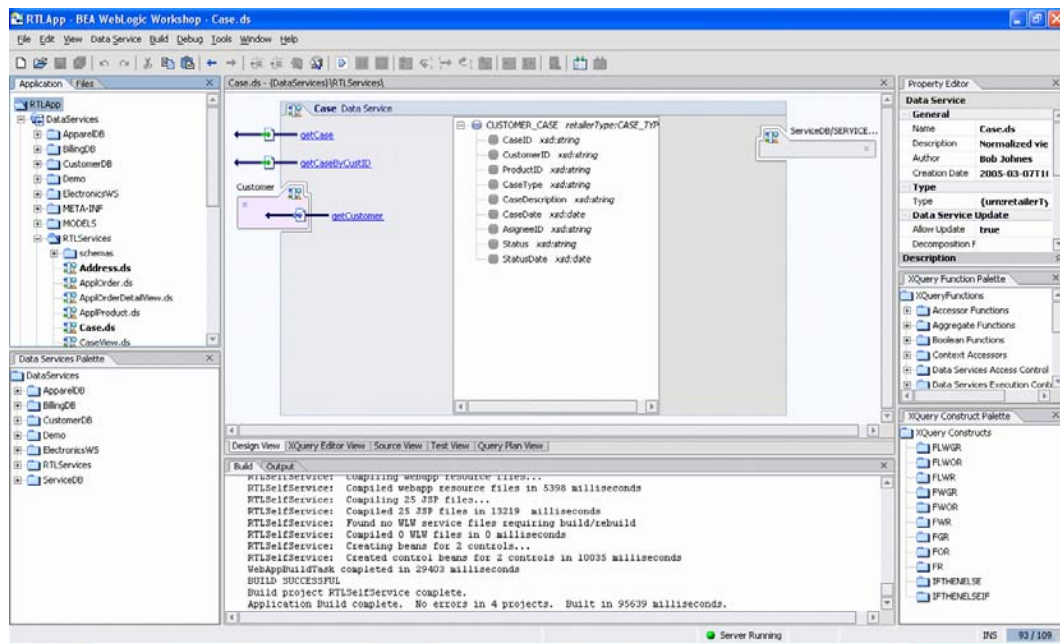 RTLApp - BEA WebLogic Workshop - Case.ds
File Edit View Data Service Build Debug Tools Window Help
Application Files
RTLApp
DataServices
ApparelDB
BillingDB
CustomerDB
Demo
ElectronicsWS
META-INF
MODELS
RTLServices
schemas
Address.ds
ApplOrder.ds
ApplOrderDetailView.ds
ApplProduct.ds
Case.ds
CaseView.ds
Data Services Palette
DataServices
ApparelDB
BillingDB
CustomerDB
Demo
ElectronicsWS
RTLServices
ServiceDB
Case.ds - {DataServices}\RTLServices\
Case Data Service
getCase
getCaseByCustID
Customer
getCustomer
CUSTOMER_CASE retailerType:CASE_TYP
CaseID xsd:string
CustomerID xsd:string
ProductID xsd:string
CaseType xsd:string
CaseDescription xsd:string
CaseDate xsd:date
AsigneeID xsd:string
Status xsd:string
StatusDate xsd:date
ServiceDB/SERVICE...
Design View XQuery Editor View Source View Test View Query Plan View
Build Output
RTLSelfService: Compiling webapp resource files...
RTLSelfService: Compiled webapp resource files in 5398 milliseconds
RTLSelfService: Compiling 25 JSP files...
RTLSelfService: Compiled 25 JSP files in 13219 milliseconds
RTLSelfService: Found no WLW service files requiring build/rebuild
RTLSelfService: Compiled 0 WLW files in 0 milliseconds
RTLSelfService: Creating beans for 2 controls...
RTLSelfService: Created control beans for 2 controls in 10035 milliseconds
WebAppBuildTask completed in 29403 milliseconds
BUILD SUCCESSFUL
Build project RTLSelfService complete.
Application Build complete. No errors in 4 projects. Built in 95639 milliseconds.
Property Editor
Data Service
General
Name Case.ds
Description Normalized vie
Author Bob Johnes
Creation Date 2005-03-07T10
Type
Type {urn:retailerTy
Data Service Update
Allow Update true
Decomposition F
Description
XQuery Function Palette
XQueryFunctions
Accessor Functions
Aggregate Functions
Boolean Functions
Context Accessors
Data Services Access Control
Data Services Execution Contr
XQuery Construct Palette
XQuery Constructs
FLWGR
FLWOR
FLWR
FWGR
FWOR
FWR
FGR
FOR
FR
IFTHENELSE
IFTHENELSEIF
Server Running
INS 93 / 109